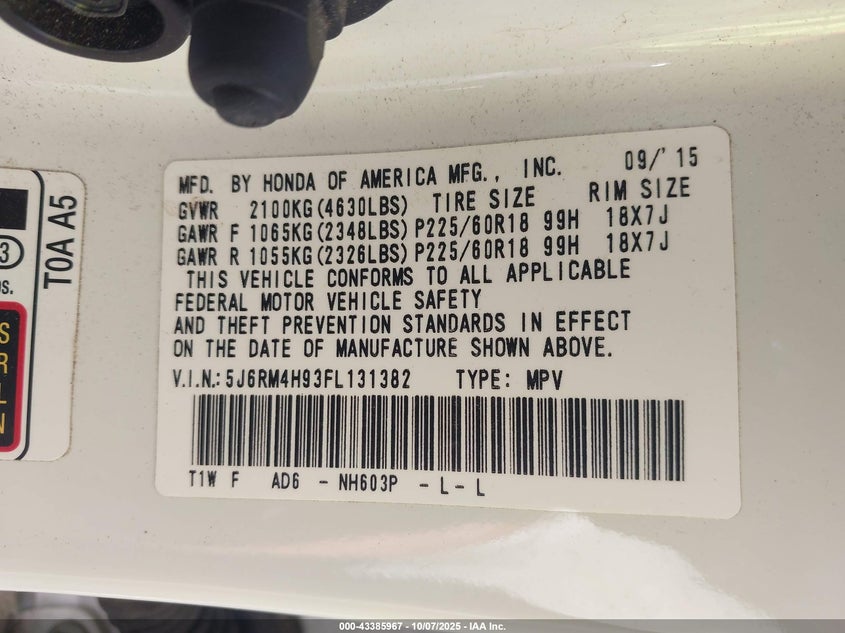 MFD. BY HONDA OF AMERICA MFG., INC. 09/'15
GVWR 2100KG(4630LBS) TIRE SIZE RIM SIZE
GAWR F 1065KG(2348LBS) P225/60R18 99H 18X7J
GAWR R 1055KG(2326LBS) P225/60R18 99H 18X7J
THIS VEHICLE CONFORMS TO ALL APPLICABLE
FEDERAL MOTOR VEHICLE SAFETY
AND THEFT PREVENTION STANDARDS IN EFFECT
ON THE DATE OF MANUFACTURE SHOWN ABOVE.
V.I.N.: 5J6RM4H93FL131382 TYPE: MPV
T1W F AD6 - NH603P - L - L
T0A A5
3
S
R
L
N
000-43385967 - 10/07/2025 - IAA Inc.